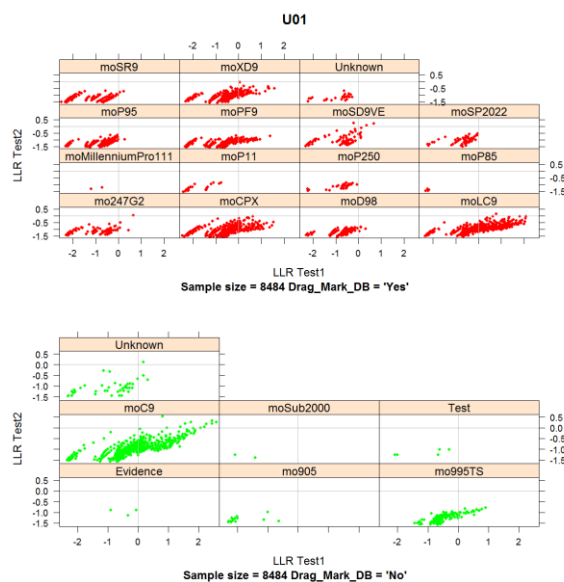 U01
-2 -1 0 1 2
moSR9 moXD9 Unknown
0.5
-0.5
-1.5
moP95 moPF9 moSD9VE moSP2022
0.5
-0.5
-1.5
moMillenniumPro111 moP11 moP250 moP85
0.5
-0.5
-1.5
mo247G2 moCPX moD98 moLC9
0.5
-0.5
-1.5
LLR Test2
-2 -1 0 1 2 -2 -1 0 1 2
LLR Test1
Sample size = 8484 Drag_Mark_DB = 'Yes'
Unknown
0.5
0.0
-0.5
-1.0
-1.5
moC9 moSub2000 Test
0.5
0.0
-0.5
-1.0
-1.5
Evidence mo905 mo995TS
0.5
0.0
-0.5
-1.0
-1.5
LLR Test2
-2 -1 0 1 2 -2 -1 0 1 2
LLR Test1
Sample size = 8484 Drag_Mark_DB = 'No'